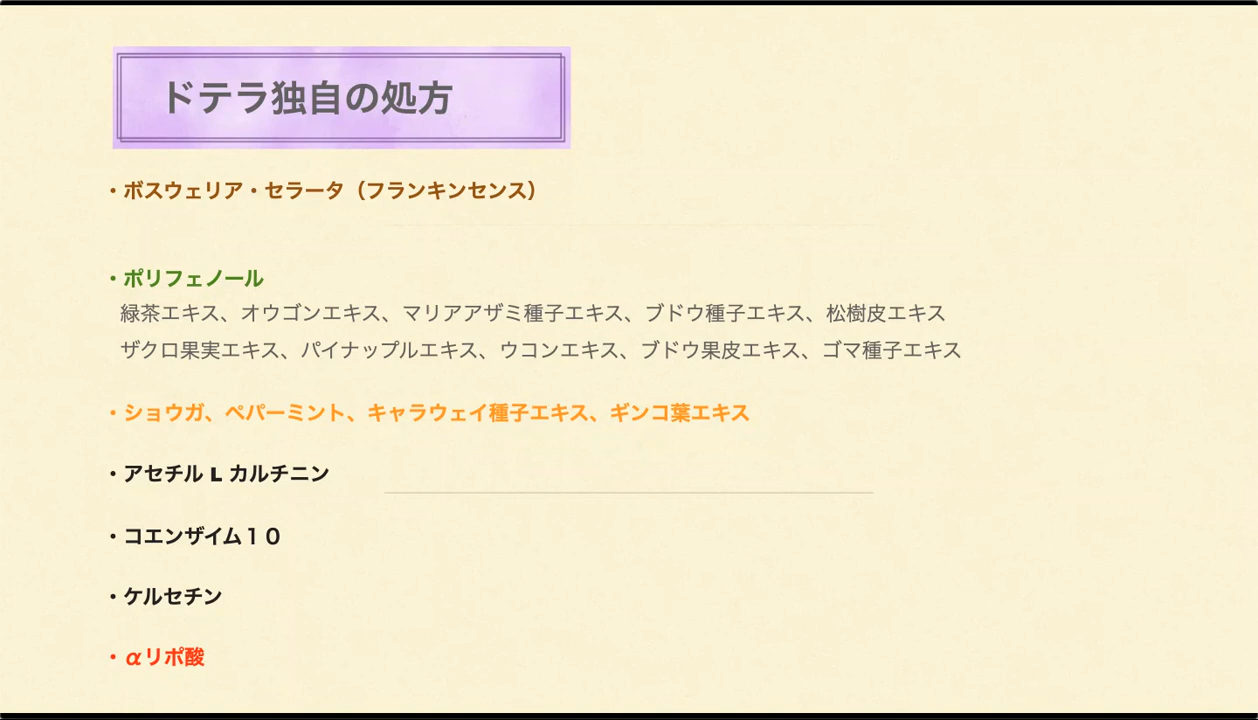 ドテラ独自の処方
・ボスウェリア・セラータ（フランキンセンス）
・ポリフェノール
緑茶エキス、オウゴンエキス、マリアアザミ種子エキス、ブドウ種子エキス、松樹皮エキス
ザクロ果実エキス、パイナップルエキス、ウコンエキス、ブドウ果皮エキス、ゴマ種子エキス
・ショウガ、ペパーミント、キャラウェイ種子エキス、ギンコ葉エキス
・アセチル L カルチニン
・コエンザイム１０
・ケルセチン
・αリポ酸